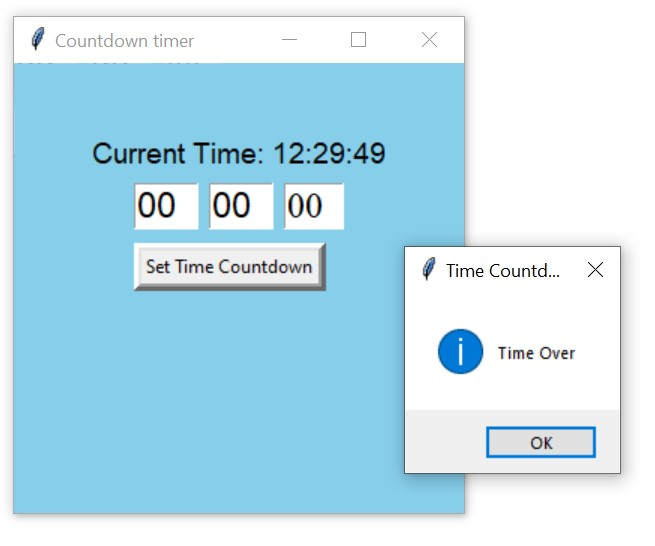 Countdown timer
Current Time: 12:29:49
00 00 00
Set Time Countdown
Time Countd...
i
Time Over
OK